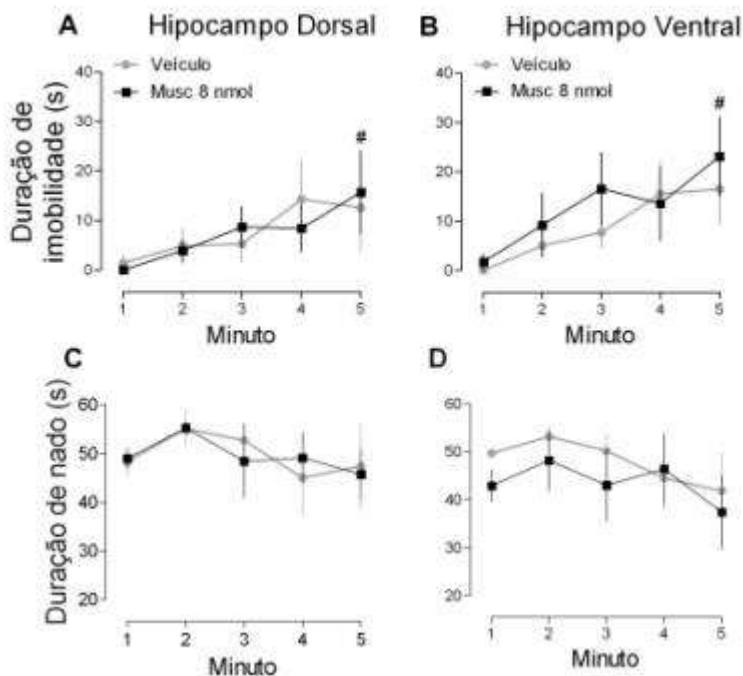 A Hipocampo Dorsal
B Hipocampo Ventral
Veículo
Musc 8 nmol
Veículo
Musc 8 nmol
Duração de
imobilidade (s)
40
30
20
10
0
#
1 2 3 4 5
Minuto
40
30
20
10
0
#
1 2 3 4 5
Minuto
C
D
Duração de nado (s)
60
50
40
30
20
1 2 3 4 5
Minuto
60
50
40
30
20
1 2 3 4 5
Minuto